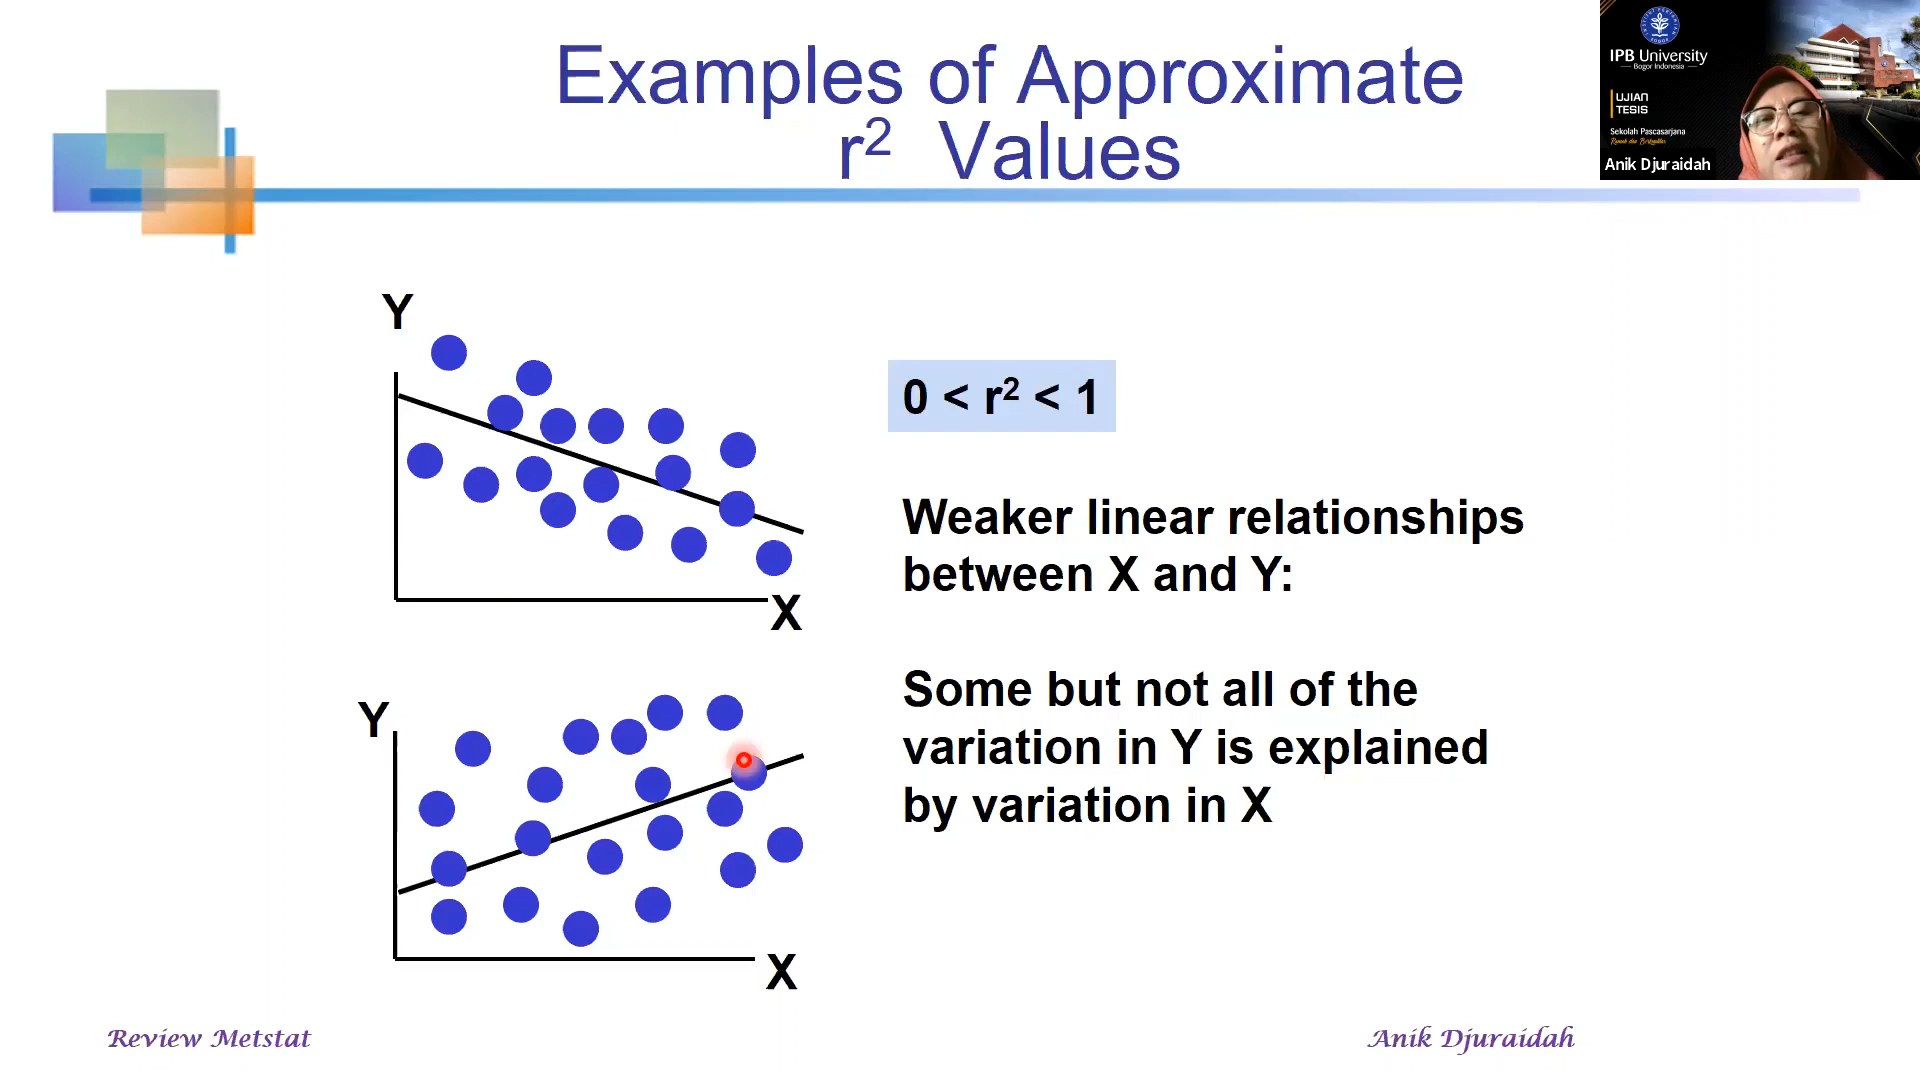 Examples of Approximate
r² Values
IPB University
Bogor Indonesia
UJIAN
TESIS
Sekolah Pascasarjana
Anik Djuraidah
Y
X
0 < r² < 1
Weaker linear relationships
between X and Y:
Y
X
Some but not all of the
variation in Y is explained
by variation in X
Review Metstat
Anik Djuraidah